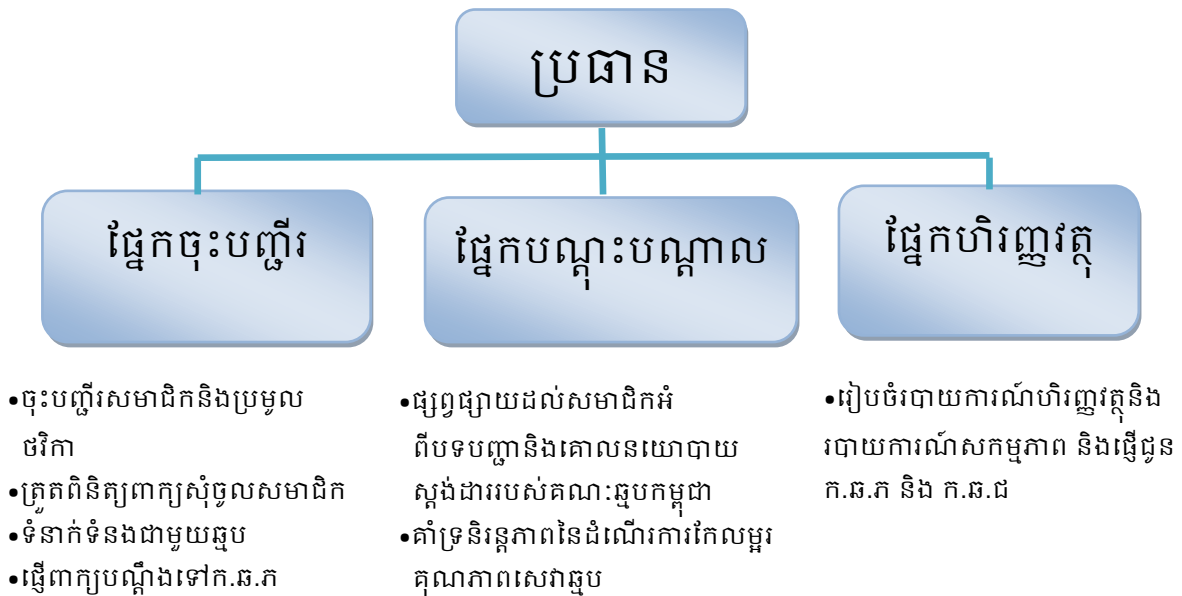 ប្រធាន
ផ្នែកចុះបញ្ជីរ
ផ្នែកបណ្តុះបណ្តាល
ផ្នែកហិរញ្ញវត្ថុ
•ចុះបញ្ជីរសមាជិកនិងប្រមូល
ថវិកា
•ត្រួតពិនិត្យពាក្យសុំចូលសមាជិក
•ទំនាក់ទំនងជាមួយឆ្មប
•ផ្ញើពាក្យបណ្តឹងទៅក.ឆ.ភ
•ផ្សព្វផ្សាយដល់សមាជិកអំ
ពីបទបញ្ជានិងគោលនយោបាយ
ស្តង់ដាររបស់គណៈឆ្មបកម្ពុជា
•គាំទ្រនិរន្តភាពនៃដំណើរការកែលម្អរ
គុណភាពសេវាឆ្មប
•រៀបចំរបាយការណ៍ហិរញ្ញវត្ថុនិង
របាយការណ៍សកម្មភាព និងផ្ញើជូន
ក.ឆ.ភ និង ក.ឆ.ជ